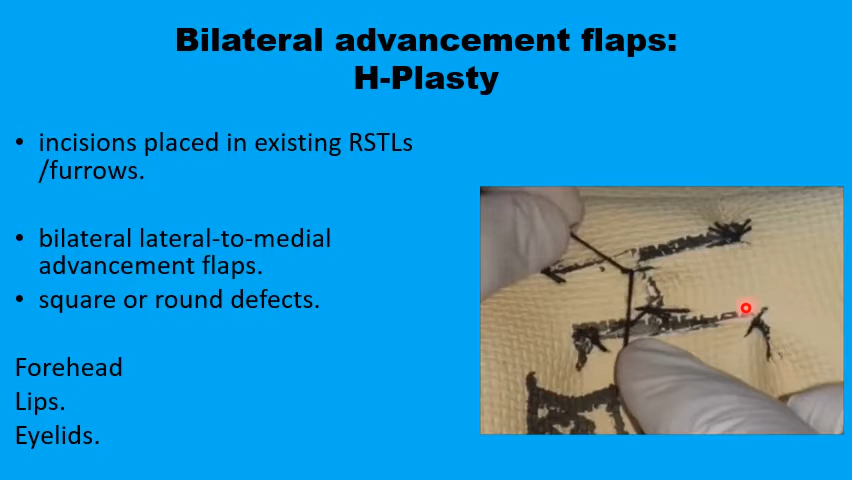 Bilateral advancement flaps:
H-Plasty
• incisions placed in existing RSTLs
/furrows.
• bilateral lateral-to-medial
advancement flaps.
• square or round defects.
Forehead
Lips.
Eyelids.